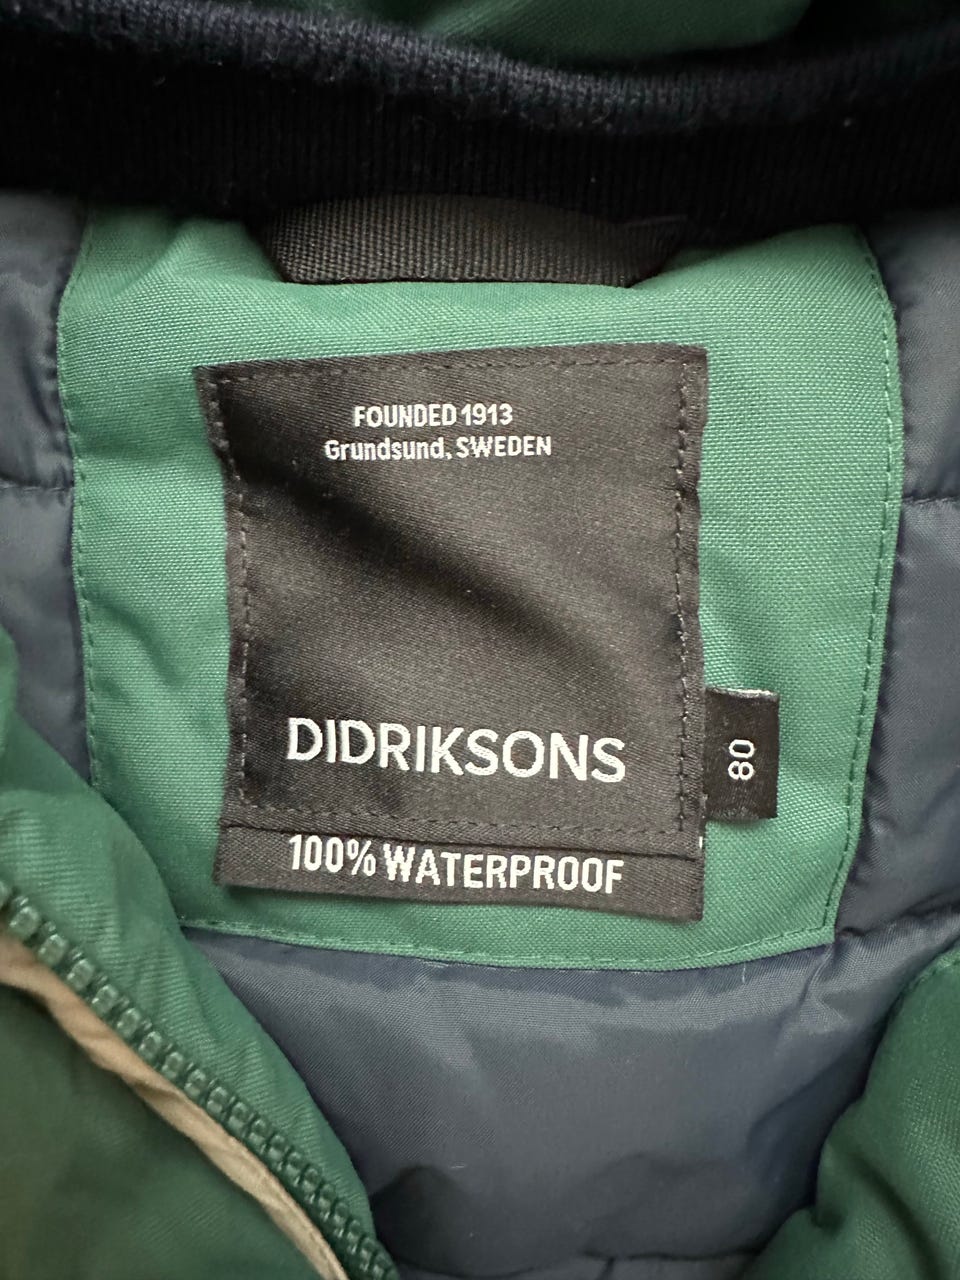 FOUNDED 1913
Grundsund, SWEDEN
DIDRIKSONS
80
100% WATERPROOF